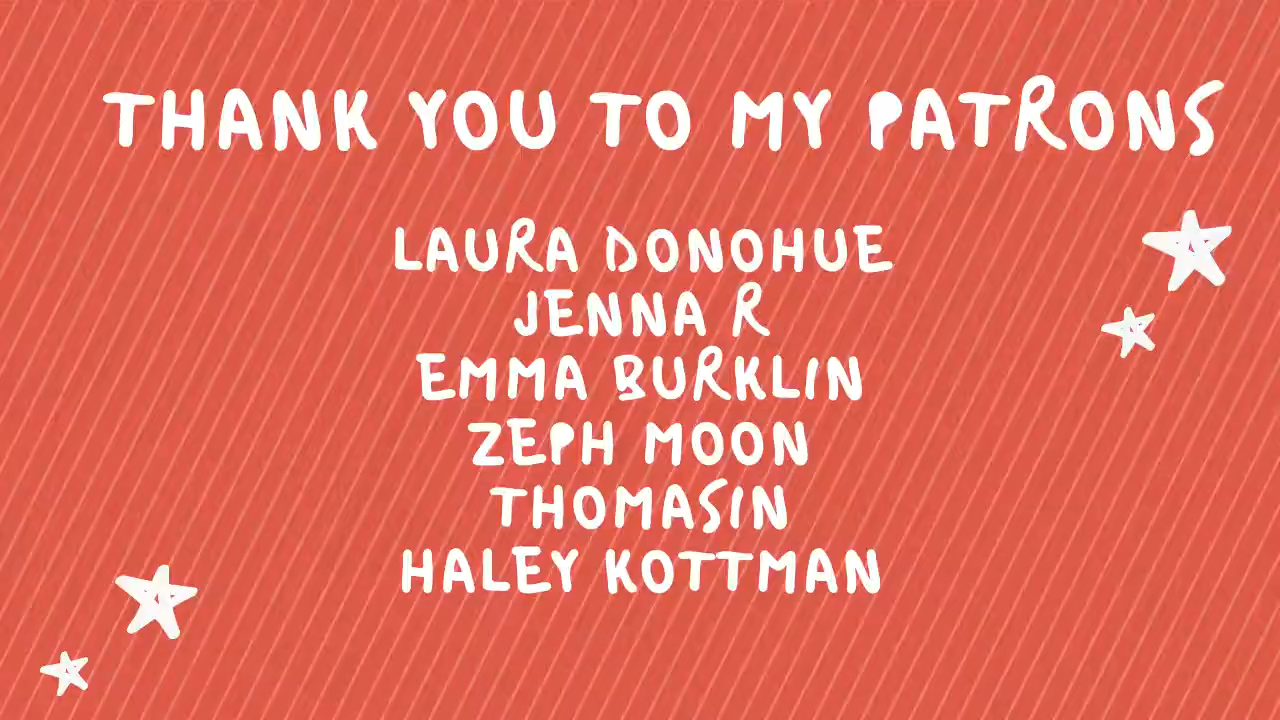 THANK YOU TO MY PATRONS
LAURA DONOHUE
JENNA R
EMMA BURKLIN
ZEPH MOON
THOMASIN
HALEY KOTTMAN